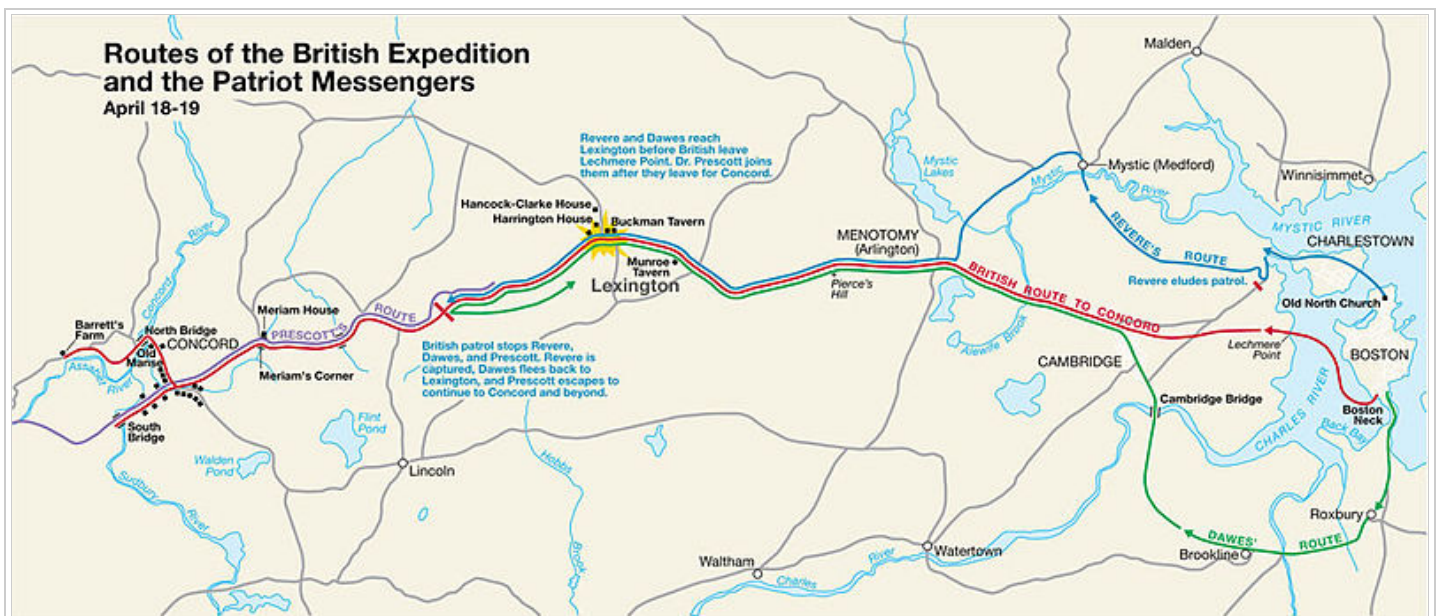 Routes of the British Expedition
and the Patriot Messengers
April 18-19
Malden
Revere and Dawes reach
Lexington before British leave
Lechmere Point. Dr. Prescott joins
them after they leave for Concord.
Mystic
Lakes
Mystic
River
Mystic (Medford)
Winnisimmet
Hancock-Clarke House
Harrington House
Buckman Tavern
MYSTIC RIVER
CHARLESTOWN
REVERE'S ROUTE
MENOTOMY
(Arlington)
Munroe
Tavern
Lexington
Pierce's
Hill
Revere eludes patrol.
Old North Church
BRITISH ROUTE TO CONCORD
Concord River
Meriam House
PRESCOTT'S ROUTE
Barrett's
Farm
North Bridge
CONCORD
Old
Manse
Assabet River
Meriam's Corner
British patrol stops Revere,
Dawes, and Prescott. Revere is
captured, Dawes flees back to
Lexington, and Prescott escapes to
continue to Concord and beyond.
Alewife Brook
Lechmere
Point
BOSTON
CAMBRIDGE
Cambridge Bridge
CHARLES RIVER
Boston
Neck
Back Bay
South
Bridge
Flint
Pond
Walden
Pond
Lincoln
Hobbs
Brook
Sudbury
River
Roxbury
DAWES' ROUTE
Brookline
Watertown
Waltham
Charles
River